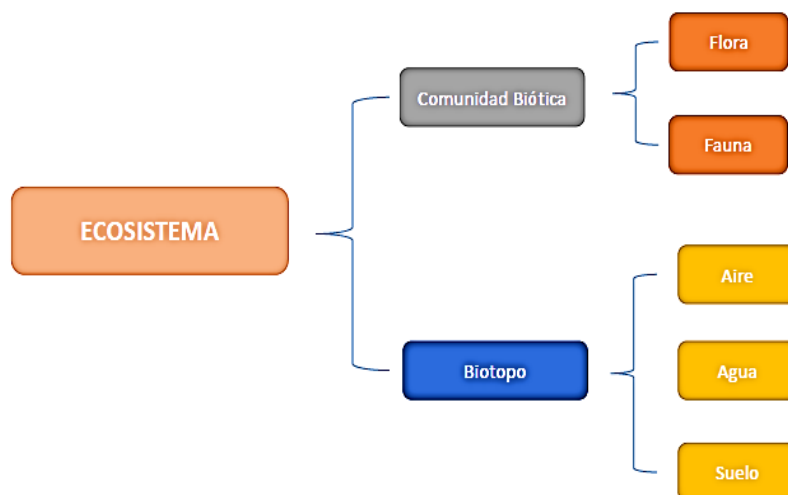 ECOSISTEMA
Comunidad Biótica
Flora
Fauna
Biotopo
Aire
Agua
Suelo